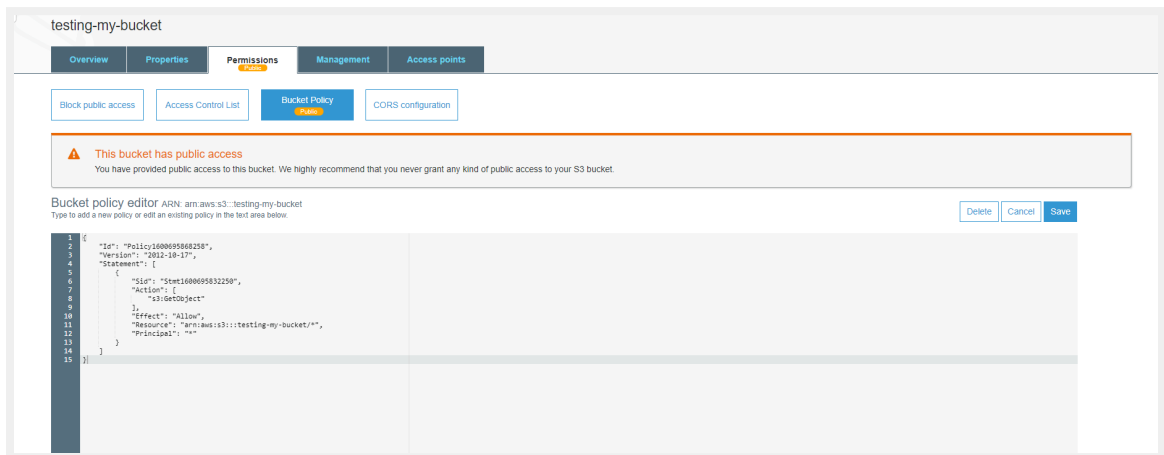 testing-my-bucket
Overview Properties Permissions Management Access points
Public
Block public access Access Control List Bucket Policy CORS configuration
Public
This bucket has public access
You have provided public access to this bucket. We highly recommend that you never grant any kind of public access to your S3 bucket.
Bucket policy editor ARN: arn:aws:s3:::testing-my-bucket
Type to add a new policy or edit an existing policy in the text area below.
Delete Cancel Save
1 {
2 "Id": "Policy1600695868258",
3 "Version": "2012-10-17",
4 "Statement": [
5 {
6 "Sid": "Stmt1600695832250",
7 "Action": [
8 "s3:GetObject"
9 ],
10 "Effect": "Allow",
11 "Resource": "arn:aws:s3:::testing-my-bucket/*",
12 "Principal": "*"
13 }
14 ]
15 }